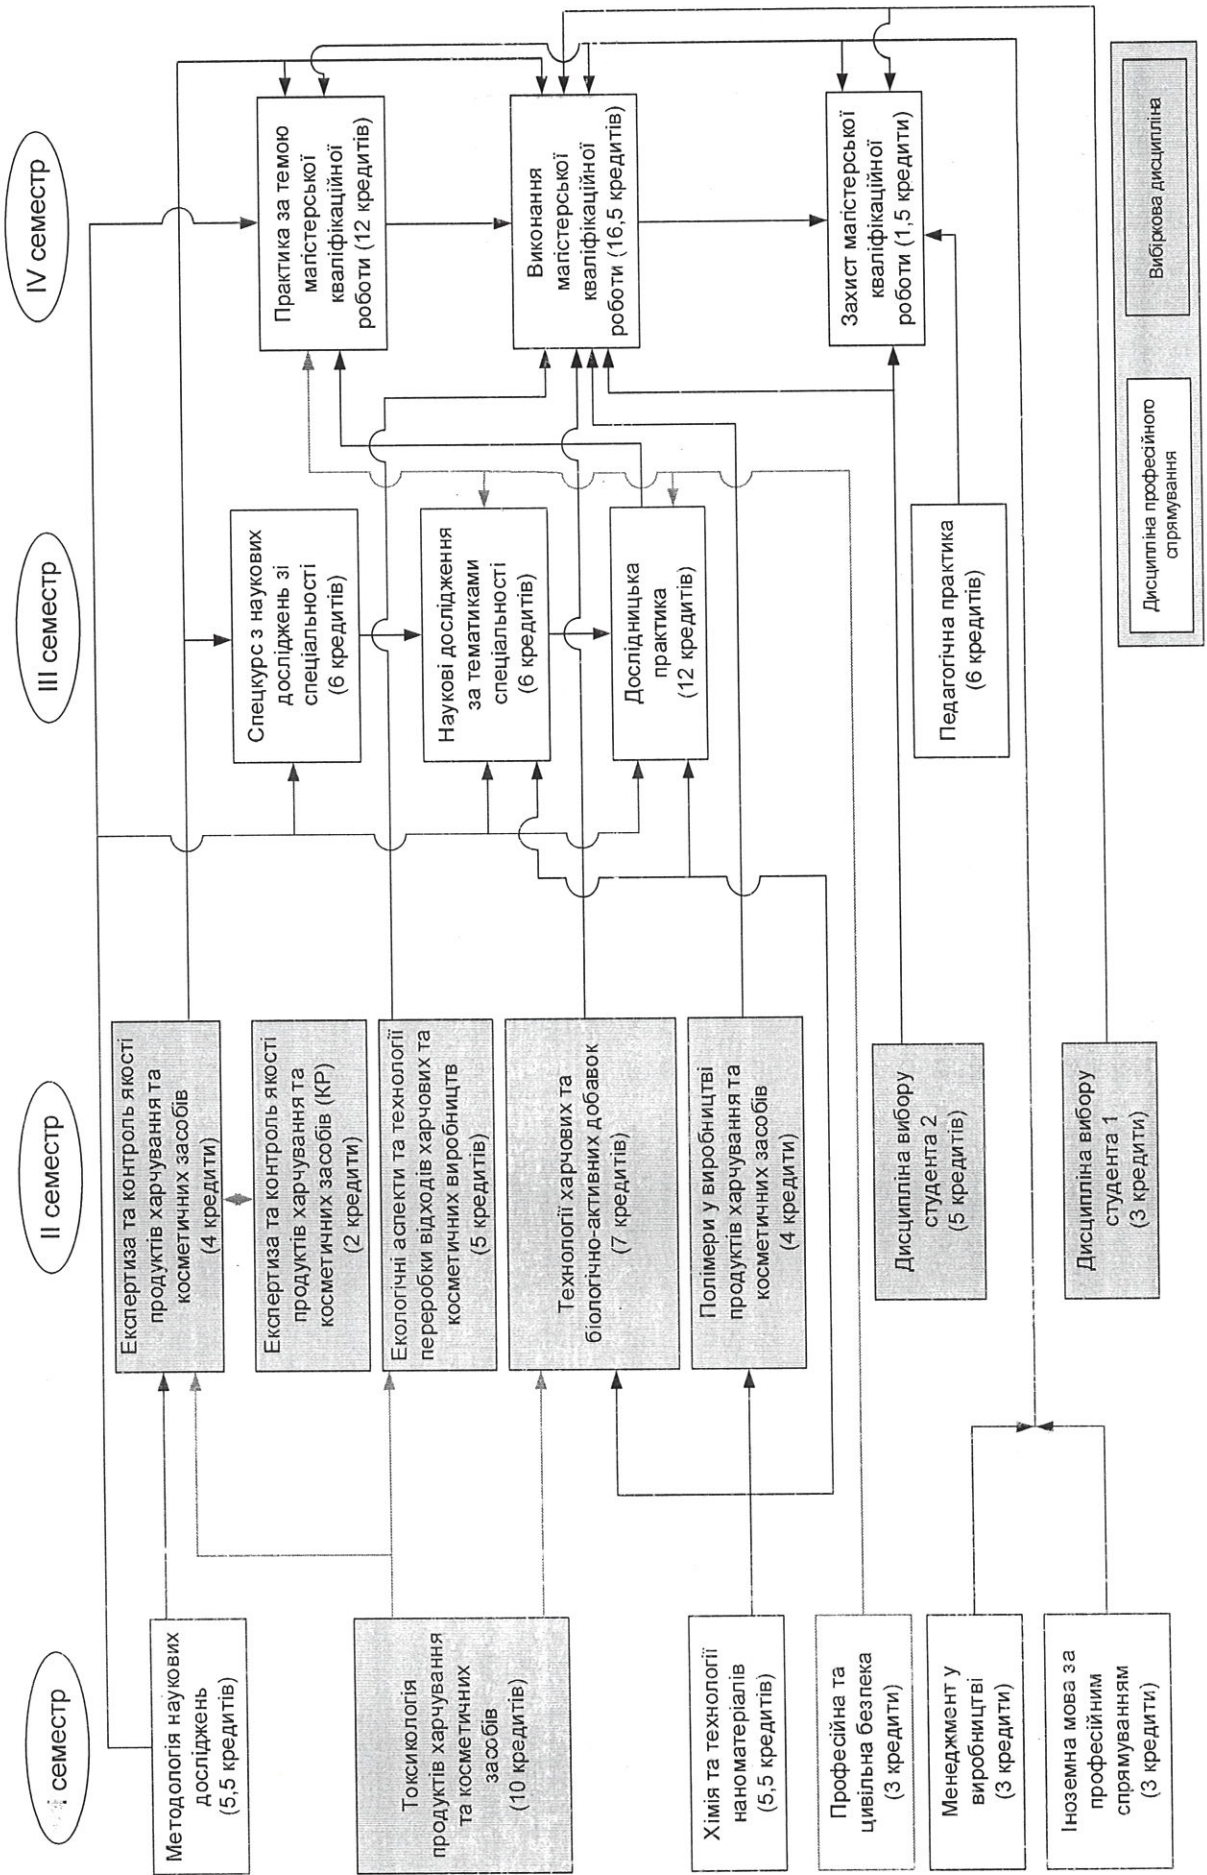 I семестр
Методологія наукових
досліджень
(5,5 кредитів)
Токсикологія
продуктів харчування
та косметичних
засобів
(10 кредитів)
Хімія та технології
наноматеріалів
(5,5 кредитів)
Професійна та
цивільна безпека
(3 кредити)
Менеджмент у
виробництві
(3 кредити)
Іноземна мова за
професійним
спрямуванням
(3 кредити)
II семестр
Експертиза та контроль якості
продуктів харчування та
косметичних засобів
(4 кредити)
Експертиза та контроль якості
продуктів харчування та
косметичних засобів (КР)
(2 кредити)
Екологічні аспекти та технології
переробки відходів харчових та
косметичних виробництв
(5 кредитів)
Технології харчових та
біологічно-активних добавок
(7 кредитів)
Полімери у виробництві
продуктів харчування та
косметичних засобів
(4 кредити)
Дисципліна вибору
студента 2
(5 кредитів)
Дисципліна вибору
студента 1
(3 кредити)
III семестр
Спецкурс з наукових
досліджень зі
спеціальності
(6 кредитів)
Наукові дослідження
за тематиками
спеціальності
(6 кредитів)
Дослідницька
практика
(12 кредитів)
Педагогічна практика
(6 кредитів)
IV семестр
Практика за темою
магістерської
кваліфікаційної
роботи (12 кредитів)
Виконання
магістерської
кваліфікаційної
роботи (16,5 кредитів)
Захист магістерської
кваліфікаційної
роботи (1,5 кредити)
Дисципліна професійного
спрямування
Вибіркова дисципліна